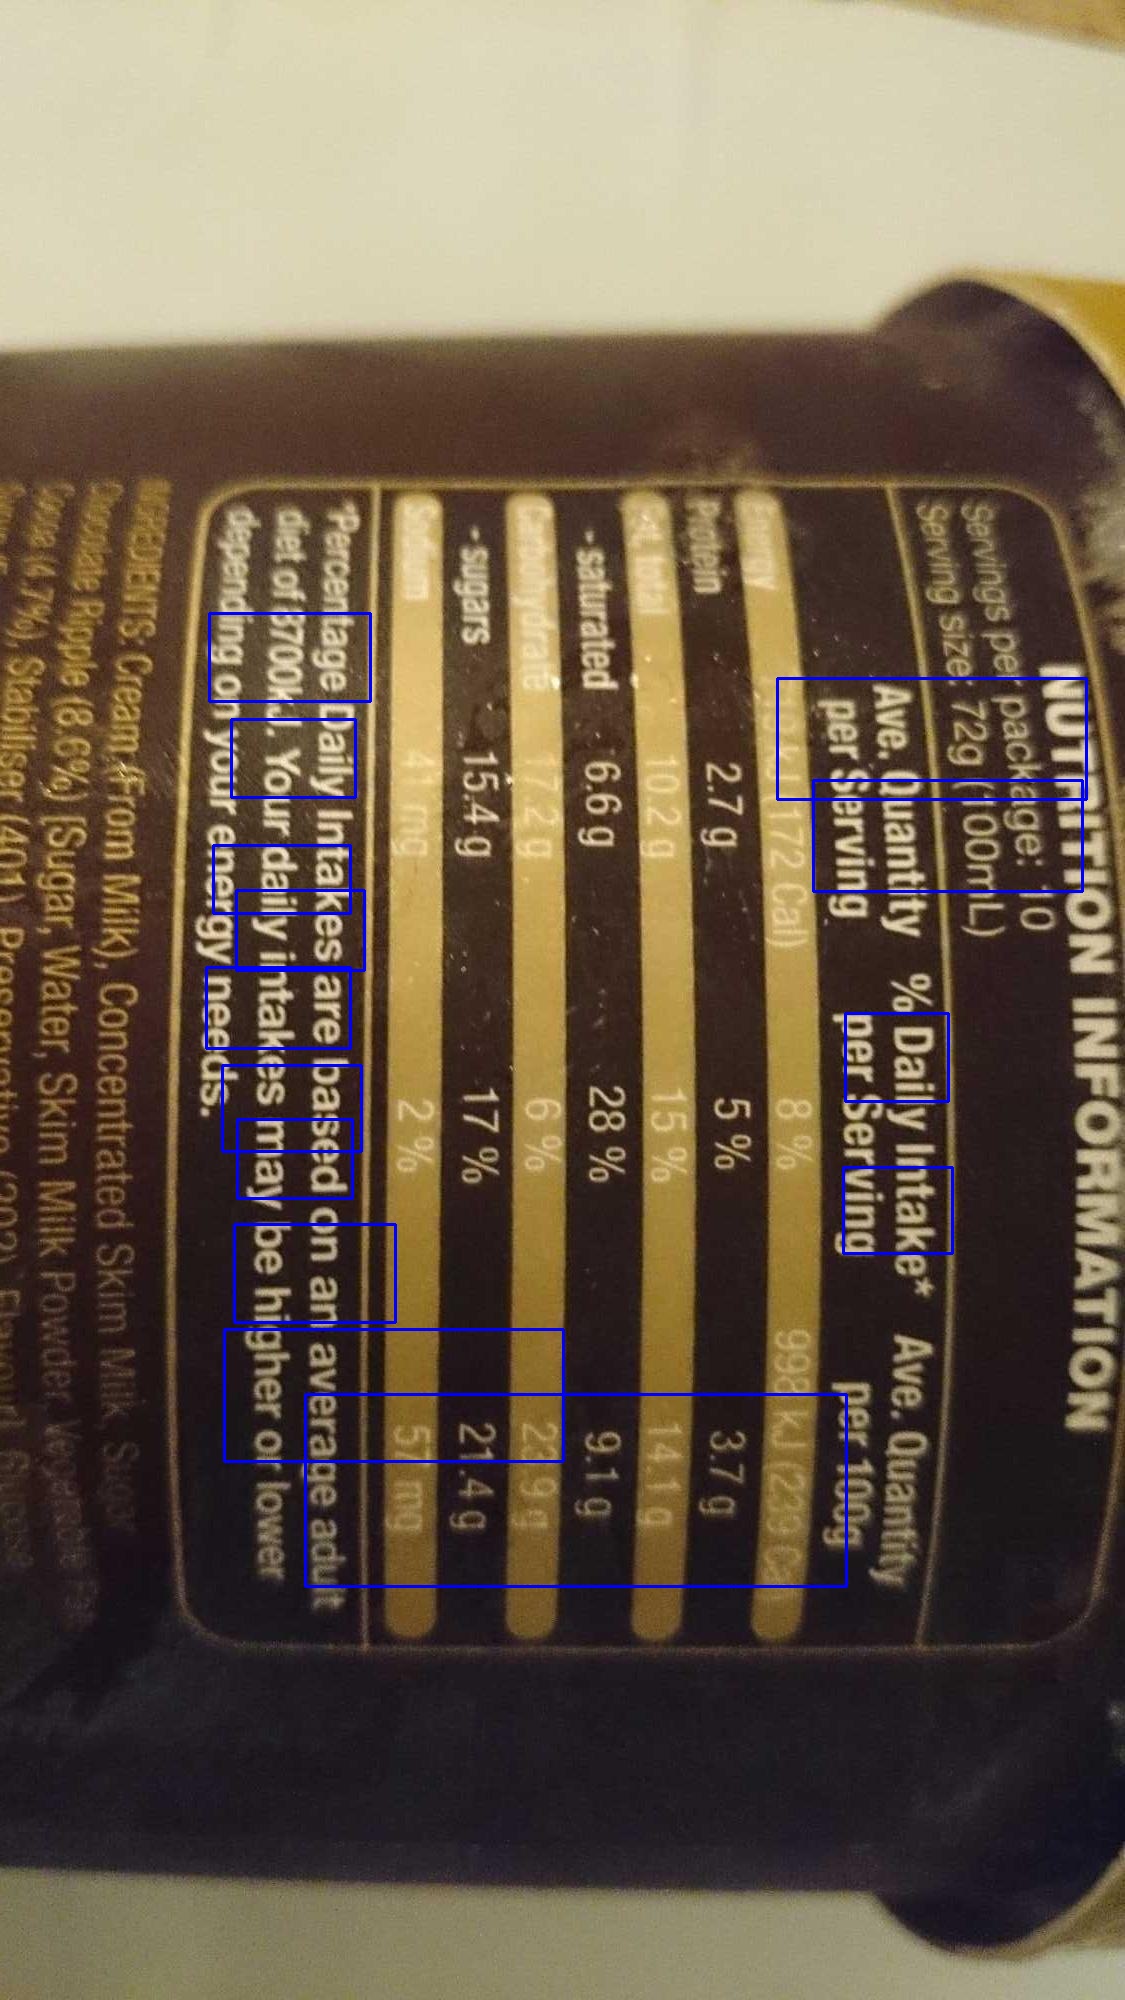 NUTRITION INFORMATION
Servings per package: 10
Serving size: 72g (100mL)
Ave. Quantity % Daily Intake* Ave. Quantity
per Serving per Serving per 100g
Energy (172 Cal) 8 % 998 kJ (239 Ca
Protein 2.7 g 5 % 3.7 g
Fat, total 10.2 g 15 % 14.1 g
- saturated 6.6 g 28 % 9.1 g
Carbohydrate 17.2 g 6 % 23.9 g
- sugars 15.4 g 17 % 21.4 g
Sodium 41 mg 2 % 57 mg
*Percentage Daily Intakes are based on an average adult
diet of 8700kJ. Your daily intakes may be higher or lower
depending on your energy needs.
INGREDIENTS: Cream (From Milk), Concentrated Skim Milk, Sugar
Chocolate Ripple (8.6%) [Sugar, Water, Skim Milk Powder, Vegetable
Cocoa (4.7%), Stabiliser (401), Preservative (202), Flavour], Glucose